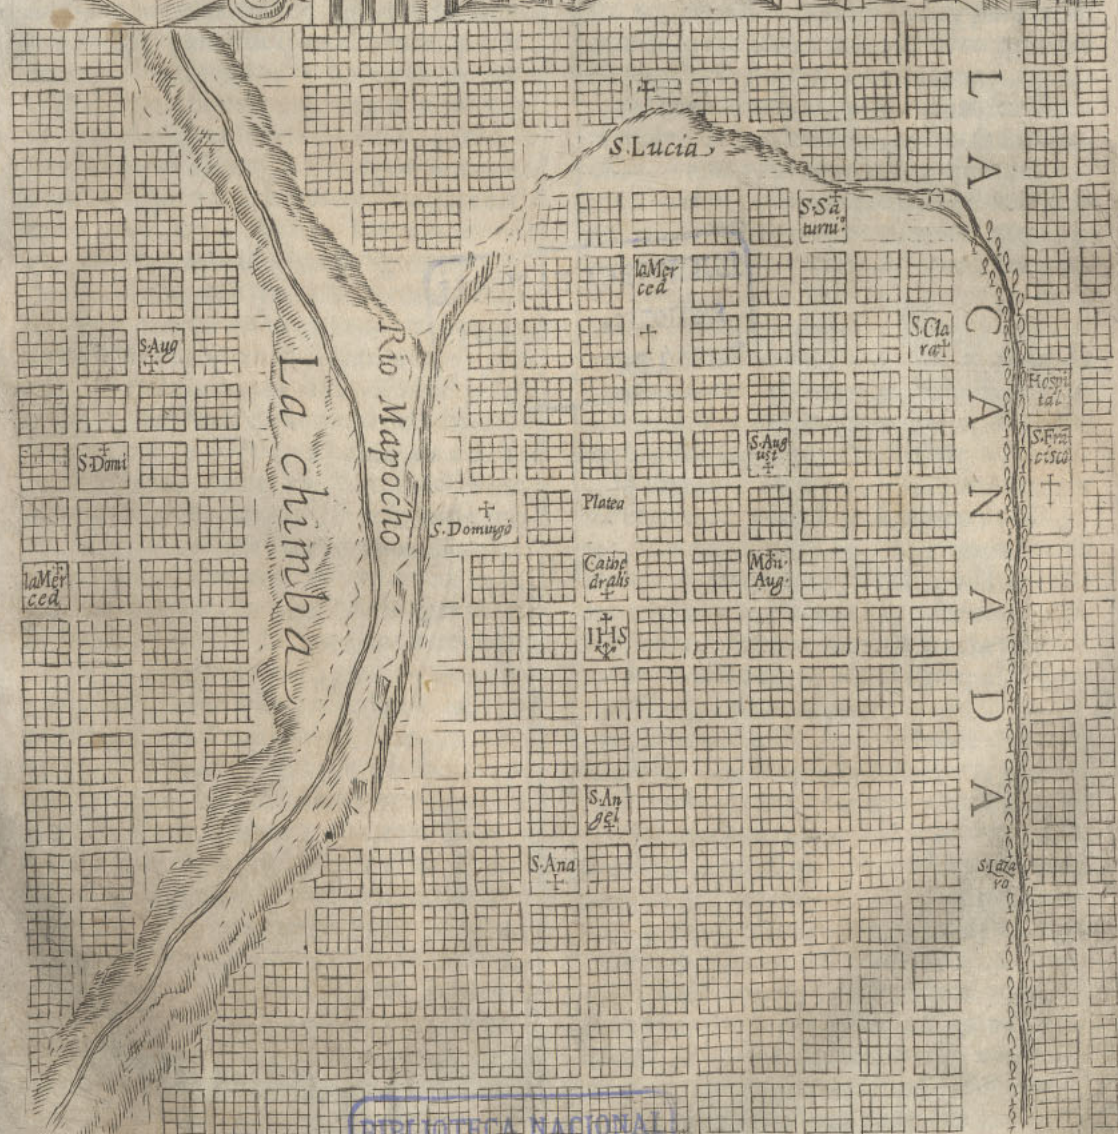 S. Lucia
S. Sa
turni.
la Mer
ced
S. Cla
ra
S. Aug
Hospi
tal
S. Aug
ust
S. Frã
cisco
S. Domi
Platea
S. Domingo
Cathe
dralis
Mon.
Aug.
la Mer
ced
IHS
La chimba
Rio Mapocho
LA CANADA
S. An
gel
S. Ana
S. Laza
ro
BIBLIOTECA NACIONAL